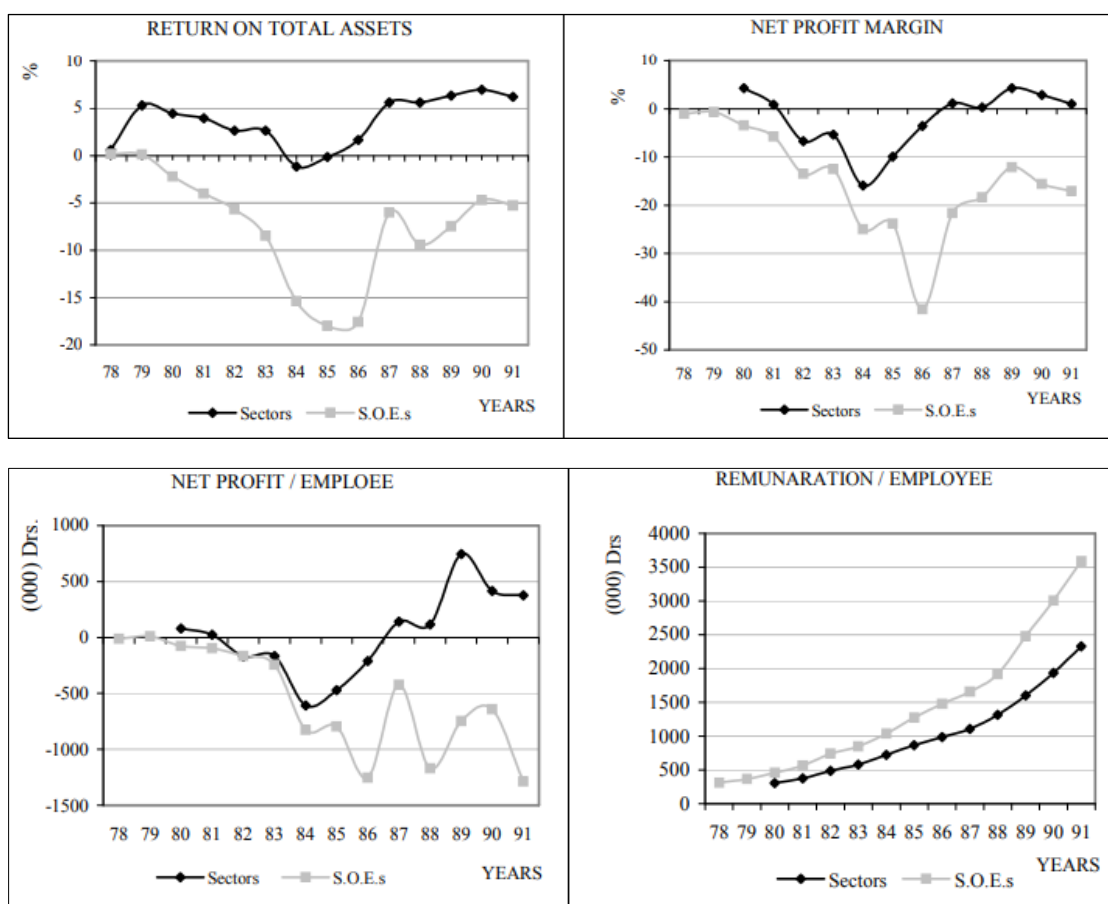 RETURN ON TOTAL ASSETS
%
10
5
0
-5
-10
-15
-20
78 79 80 81 82 83 84 85 86 87 88 89 90 91
YEARS
Sectors S.O.E.s
NET PROFIT MARGIN
%
10
0
-10
-20
-30
-40
-50
78 79 80 81 82 83 84 85 86 87 88 89 90 91
YEARS
Sectors S.O.E.s
NET PROFIT / EMPLOEE
(000) Drs.
1000
500
0
-500
-1000
-1500
78 79 80 81 82 83 84 85 86 87 88 89 90 91
YEARS
Sectors S.O.E.s
REMUNARATION / EMPLOYEE
(000) Drs
4000
3500
3000
2500
2000
1500
1000
500
0
78 79 80 81 82 83 84 85 86 87 88 89 90 91
YEARS
Sectors S.O.E.s